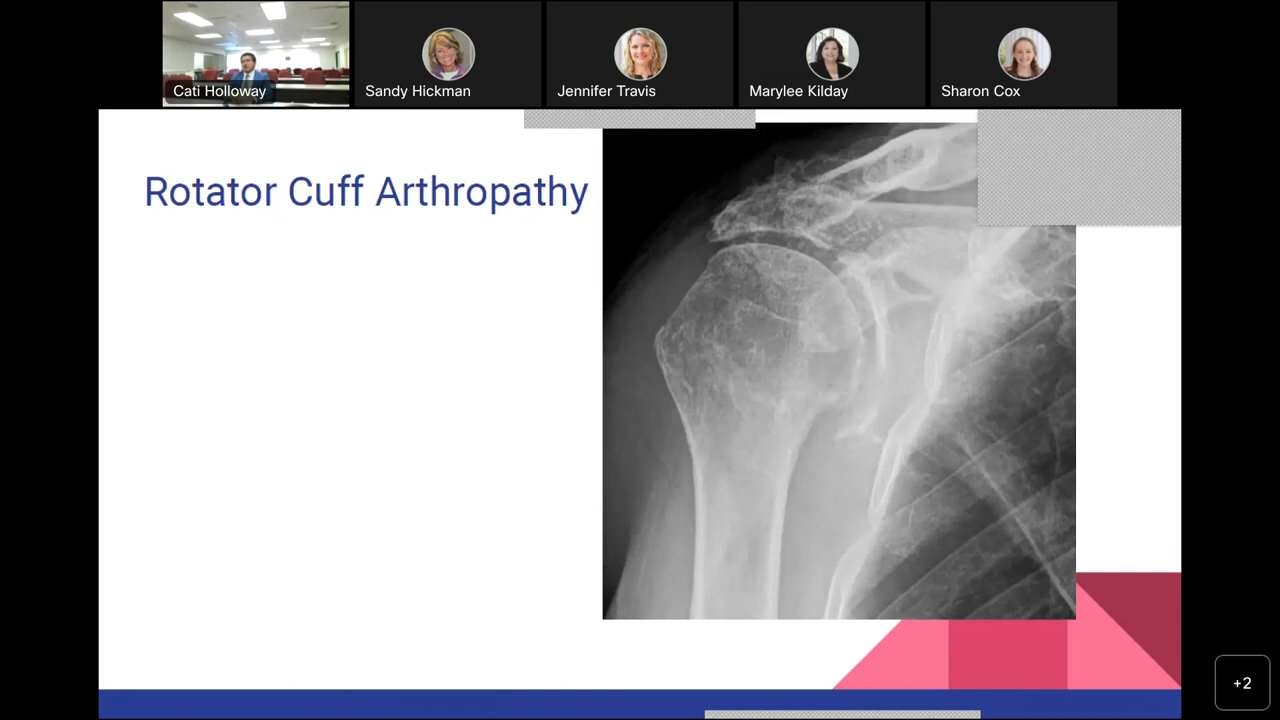 Cati Holloway
Sandy Hickman
Jennifer Travis
Marylee Kilday
Sharon Cox
Rotator Cuff Arthropathy
+2